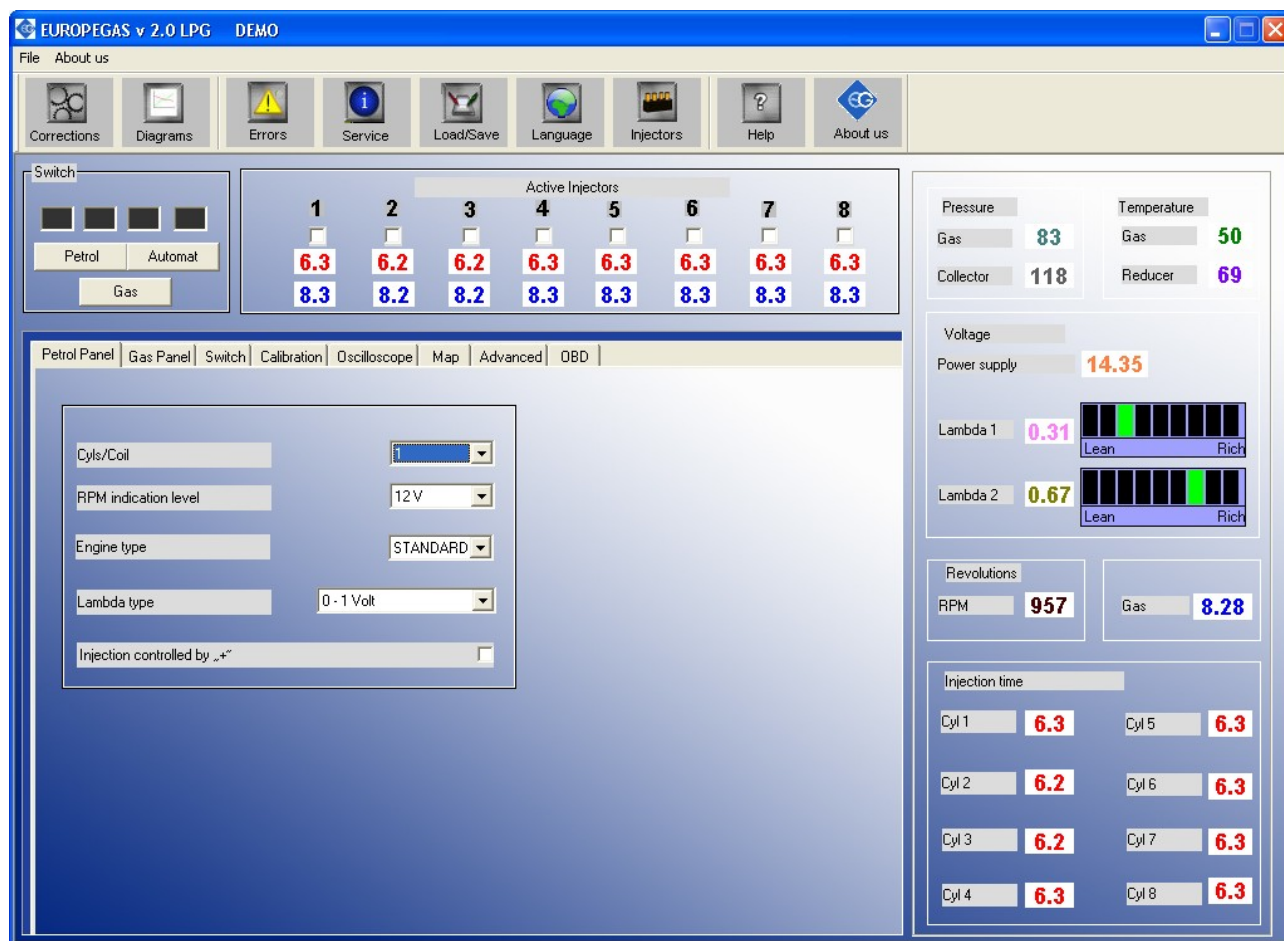 EUROPEGAS v 2.0 LPG DEMO
File About us
Corrections Diagrams Errors Service Load/Save Language Injectors Help About us
Switch
Petrol Automat
Gas
Active Injectors
1 2 3 4 5 6 7 8
6.3 6.2 6.2 6.3 6.3 6.3 6.3 6.3
8.3 8.2 8.2 8.3 8.3 8.3 8.3 8.3
Petrol Panel Gas Panel Switch Calibration Oscilloscope Map Advanced OBD
Cyls/Coil 1
RPM indication level 12 V
Engine type STANDARD
Lambda type 0 - 1 Volt
Injection controlled by „+“
Pressure
Gas 83
Collector 118
Temperature
Gas 50
Reducer 69
Voltage
Power supply 14.35
Lambda 1 0.31
Lean Rich
Lambda 2 0.67
Lean Rich
Revolutions
RPM 957
Gas 8.28
Injection time
Cyl 1 6.3 Cyl 5 6.3
Cyl 2 6.2 Cyl 6 6.3
Cyl 3 6.2 Cyl 7 6.3
Cyl 4 6.3 Cyl 8 6.3